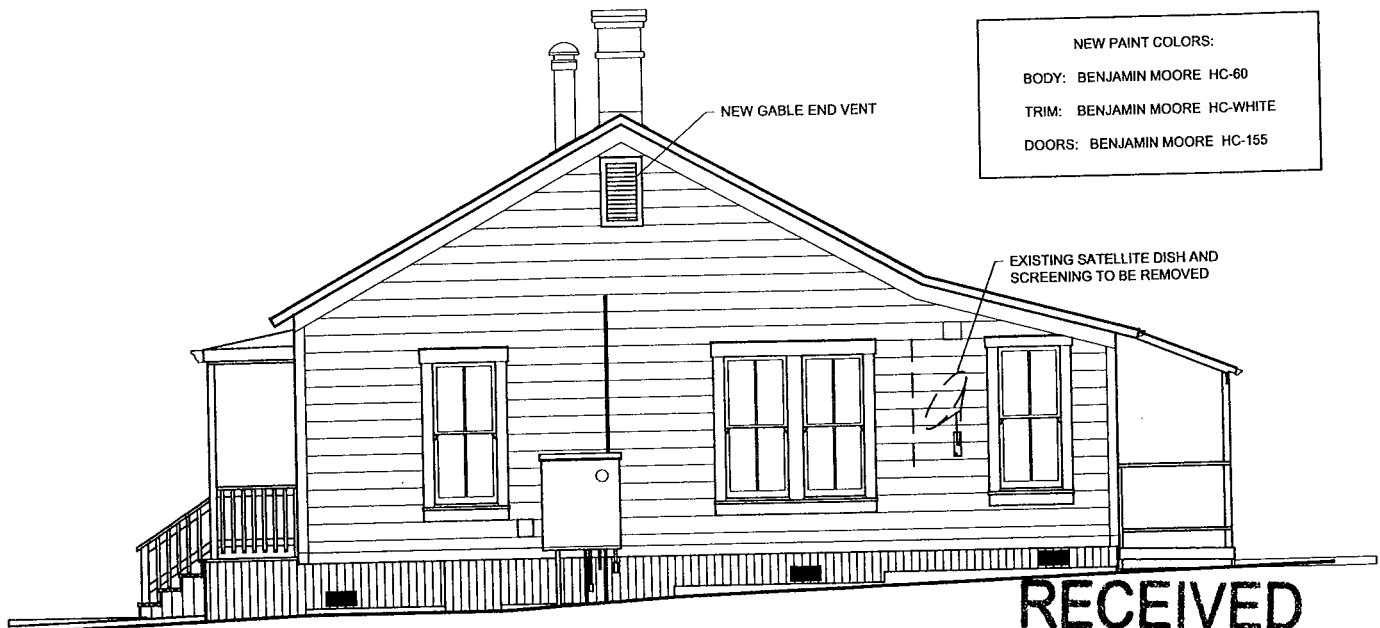 NEW PAINT COLORS:
BODY: BENJAMIN MOORE HC-60
TRIM: BENJAMIN MOORE HC-WHITE
DOORS: BENJAMIN MOORE HC-155
NEW GABLE END VENT
EXISTING SATELLITE DISH AND
SCREENING TO BE REMOVED
RECEIVED